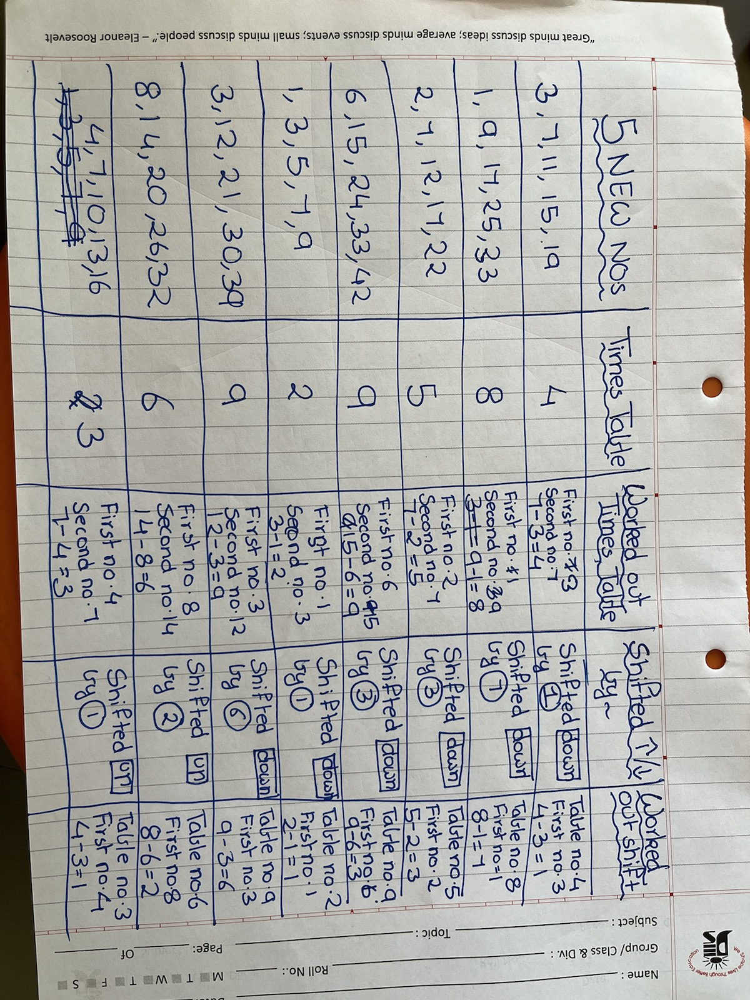 5 NEW NOS
Times Table
Worked out
Times Table
Shifted ↑/↓
by~
Worked
out shift
3, 7, 11, 15, 19
4
First no. 3
Second no. 7
7-3=4
Shifted down
by 1
Table no. 4
First no. 3
4-3=1
1, 9, 17, 25, 33
8
First no. 1
Second no. 9
3-1= 9-1=8
Shifted down
by 7
Table no. 8
First no=1
8-1=7
2, 7, 12, 17, 22
5
First no. 2
Second no. 7
7-2=5
Shifted down
by 3
Table no. 5
First no. 2
5-2=3
6, 15, 24, 33, 42
9
First no. 6
Second no. 15
15-6=9
Shifted down
by 3
Table no. 9
First no. 6
9-6=3
1, 3, 5, 7, 9
2
First no. 1
Second no. 3
3-1=2
Shifted down
by 1
Table no. 2
First no. 1
2-1=1
3, 12, 21, 30, 39
9
First no. 3
Second no. 12
12-3=9
Shifted down
by 6
Table no. 9
First no. 3
9-3=6
8, 14, 20, 26, 32
6
First no. 8
Second no. 14
14-8=6
Shifted up
by 2
Table no. 6
First no. 8
8-6=2
4, 7, 10, 13, 16
1, 3, 5, 7, 9
3
First no. 4
Second no. 7
7-4=3
Shifted up
by 1
Table no. 3
First no. 4
4-3=1
"Great minds discuss ideas; average minds discuss events; small minds discuss people." – Eleanor Roosevelt
We Shape Lives Through Better Education
Name :
Group/ Class & Div. :
Roll No.:
M T W T F S
Subject :
Topic :
Page: Of